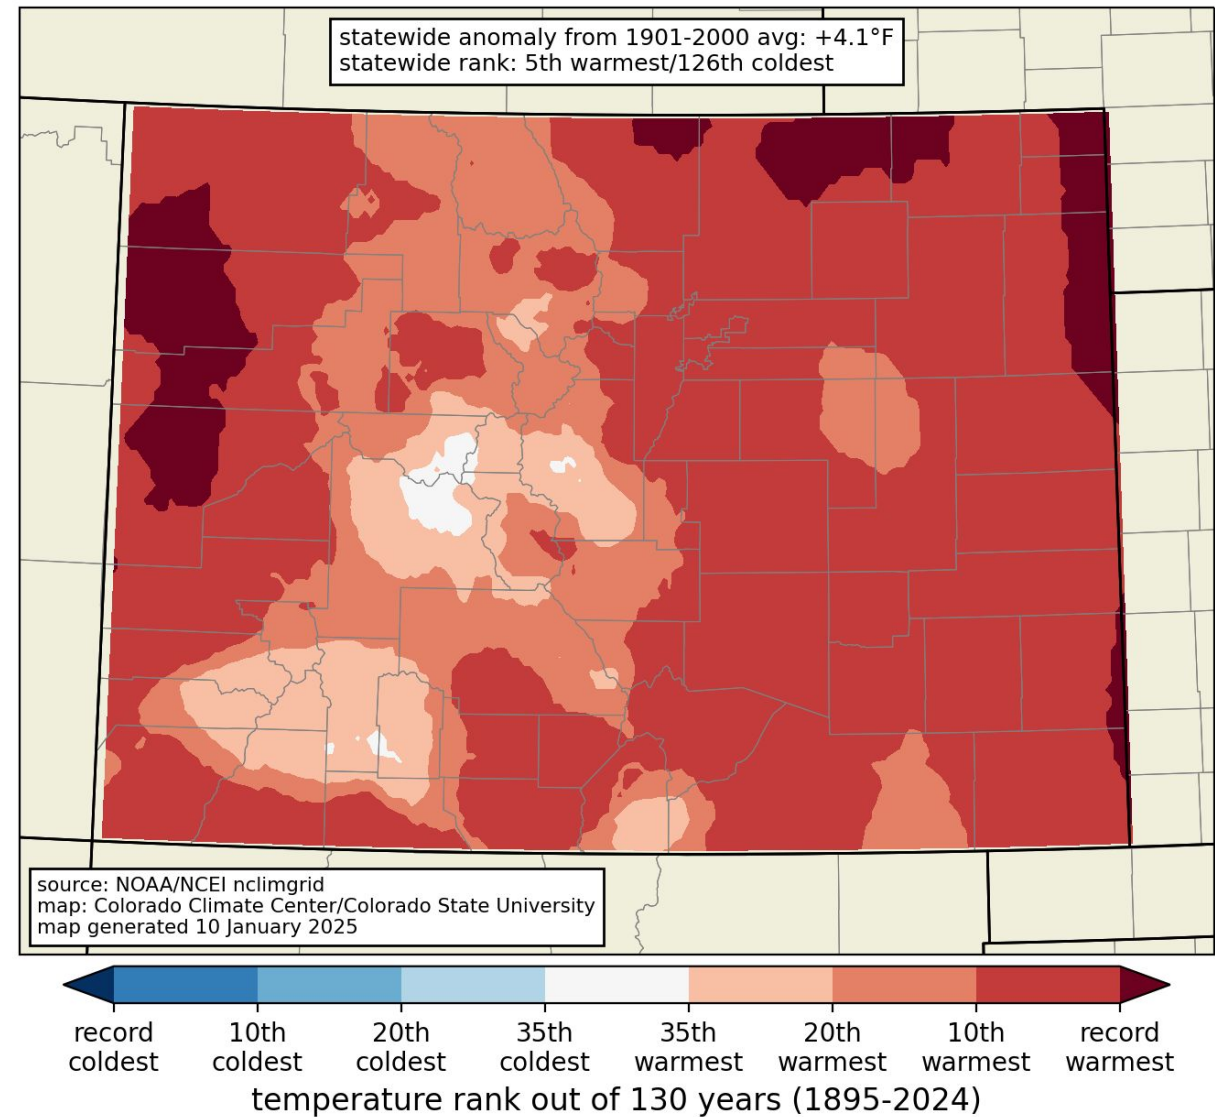 statewide anomaly from 1901-2000 avg: +4.1°F
statewide rank: 5th warmest/126th coldest
source: NOAA/NCEI nclimgrid
map: Colorado Climate Center/Colorado State University
map generated 10 January 2025
record 10th 20th 35th 35th 20th 10th record
coldest coldest coldest coldest warmest warmest warmest warmest
temperature rank out of 130 years (1895-2024)